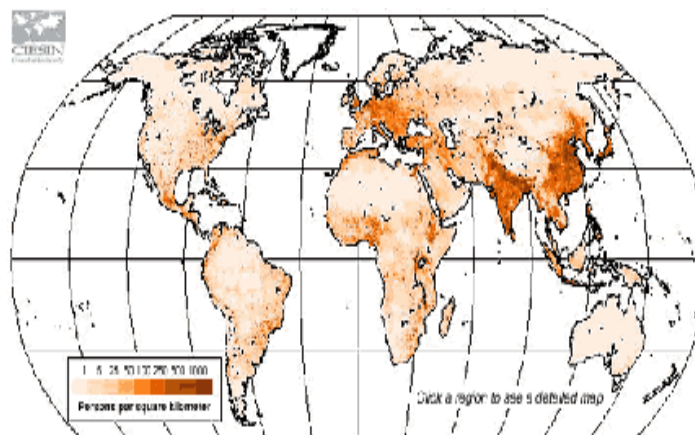 CIESIN
1 5 25 50 100 250 500 1000
Persons per square kilometer
Click a region to see a detailed map